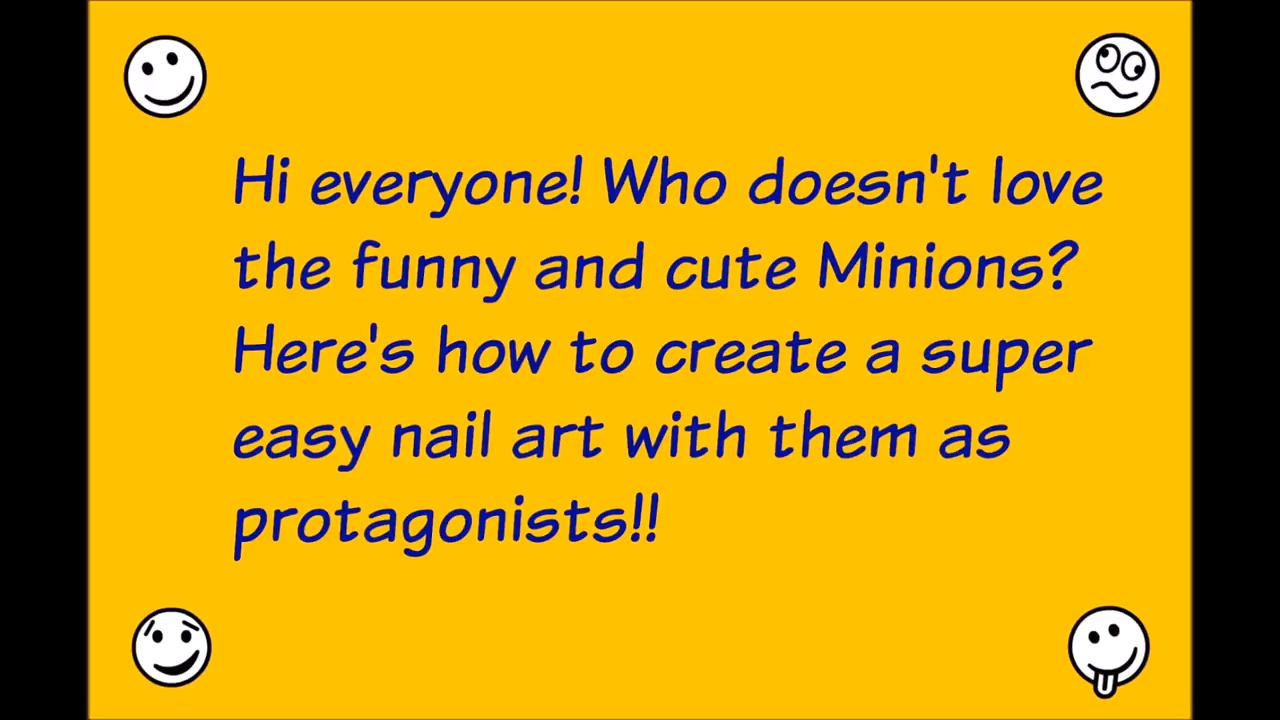 Hi everyone! Who doesn't love
the funny and cute Minions?
Here's how to create a super
easy nail art with them as
protagonists!!